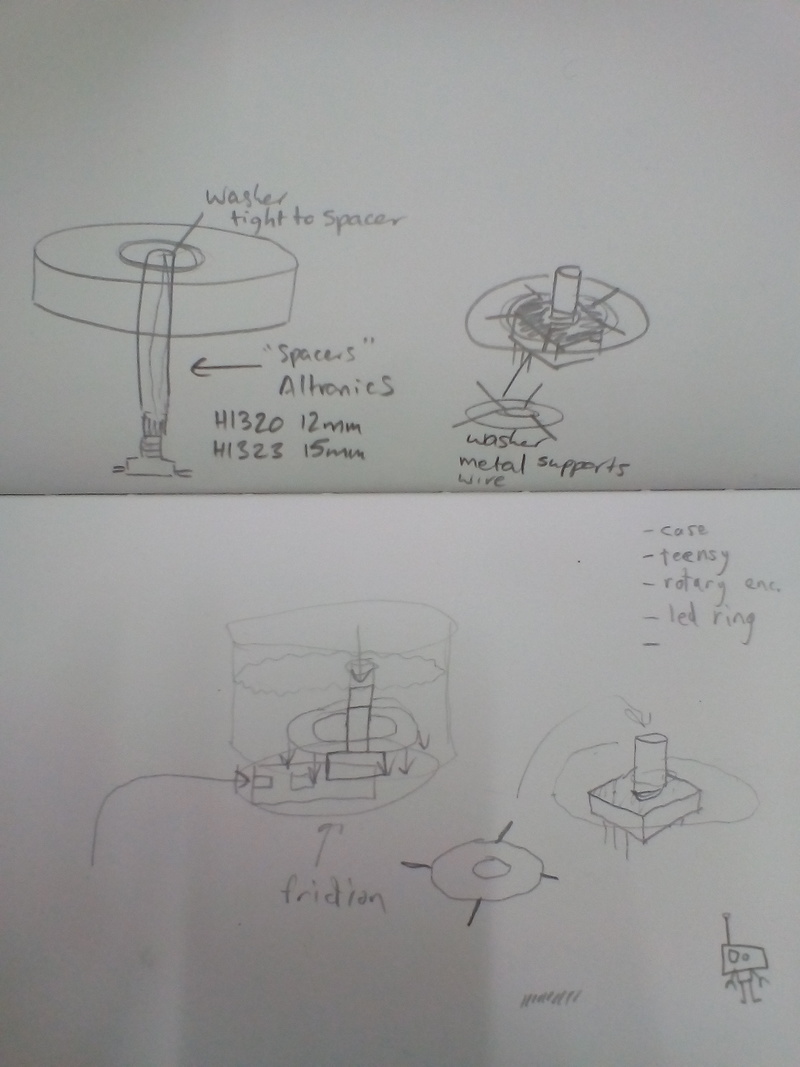 washer
tight to spacer
"Spacers"
Altronics
H1320 12mm
H1323 15mm
washer
metal supports
wire
- case
- teensy
- rotary enc.
- led ring
-
friction